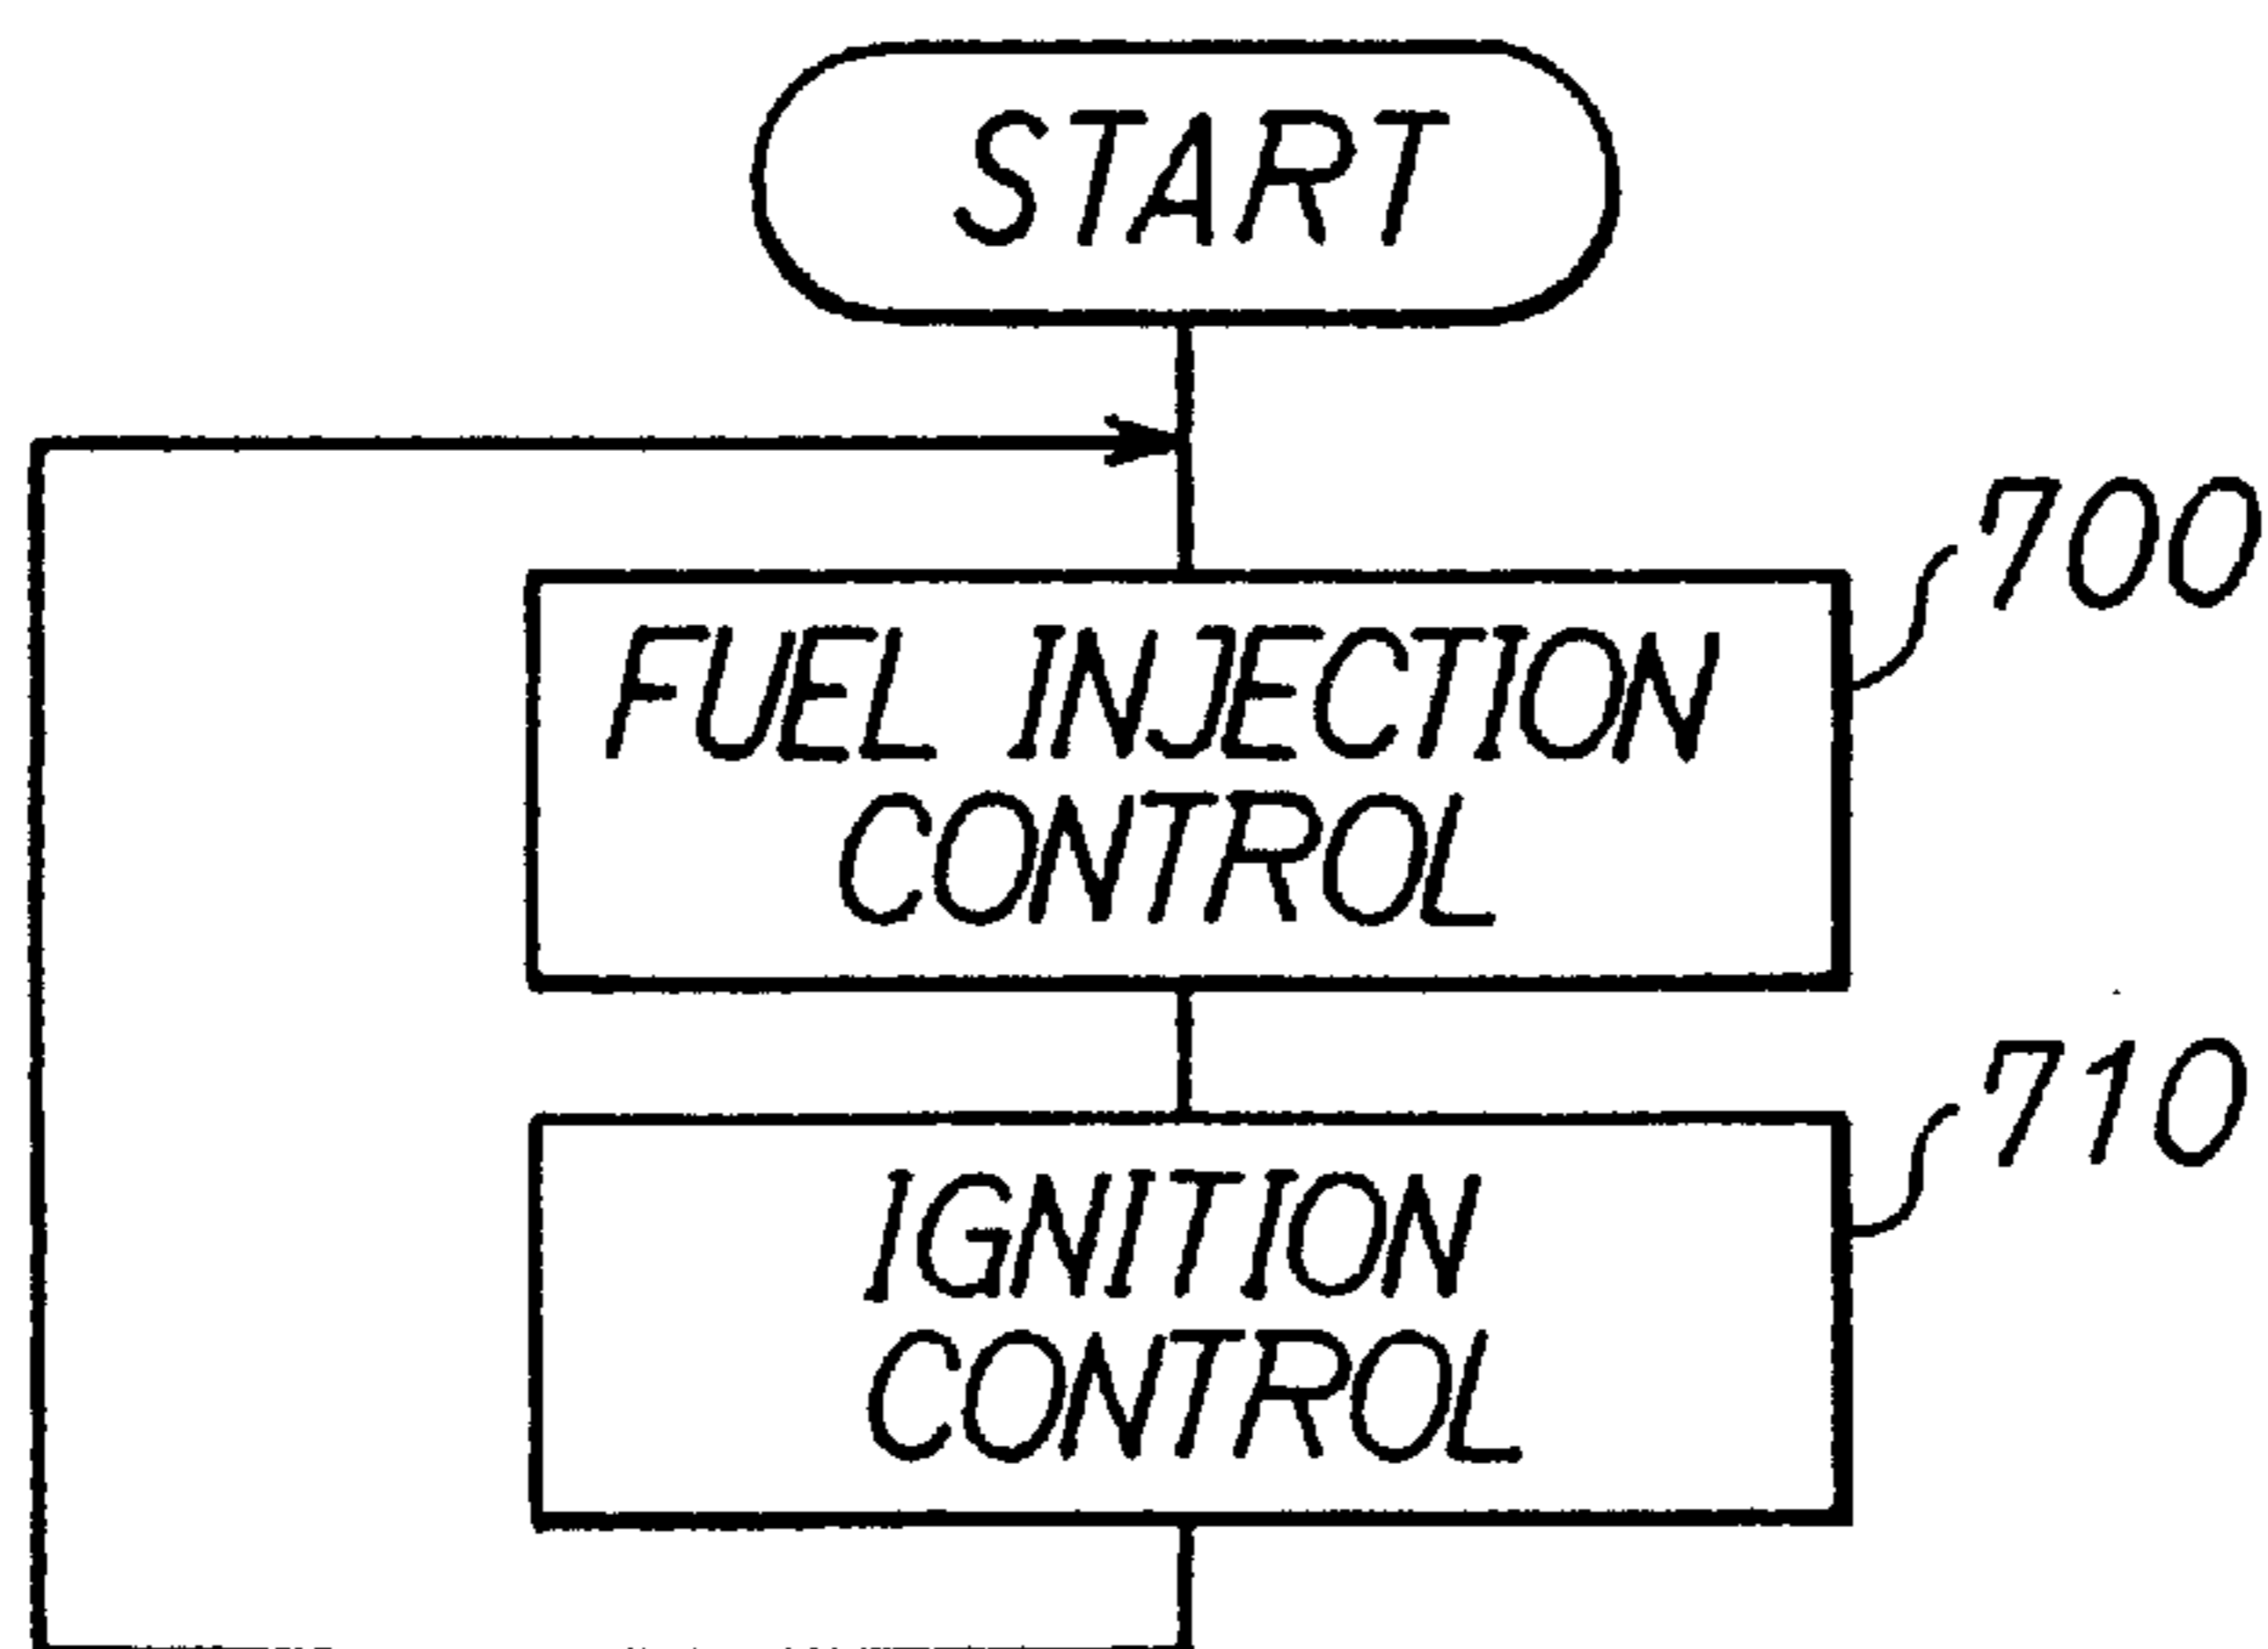 START
700
FUEL INJECTION
CONTROL
710
IGNITION
CONTROL